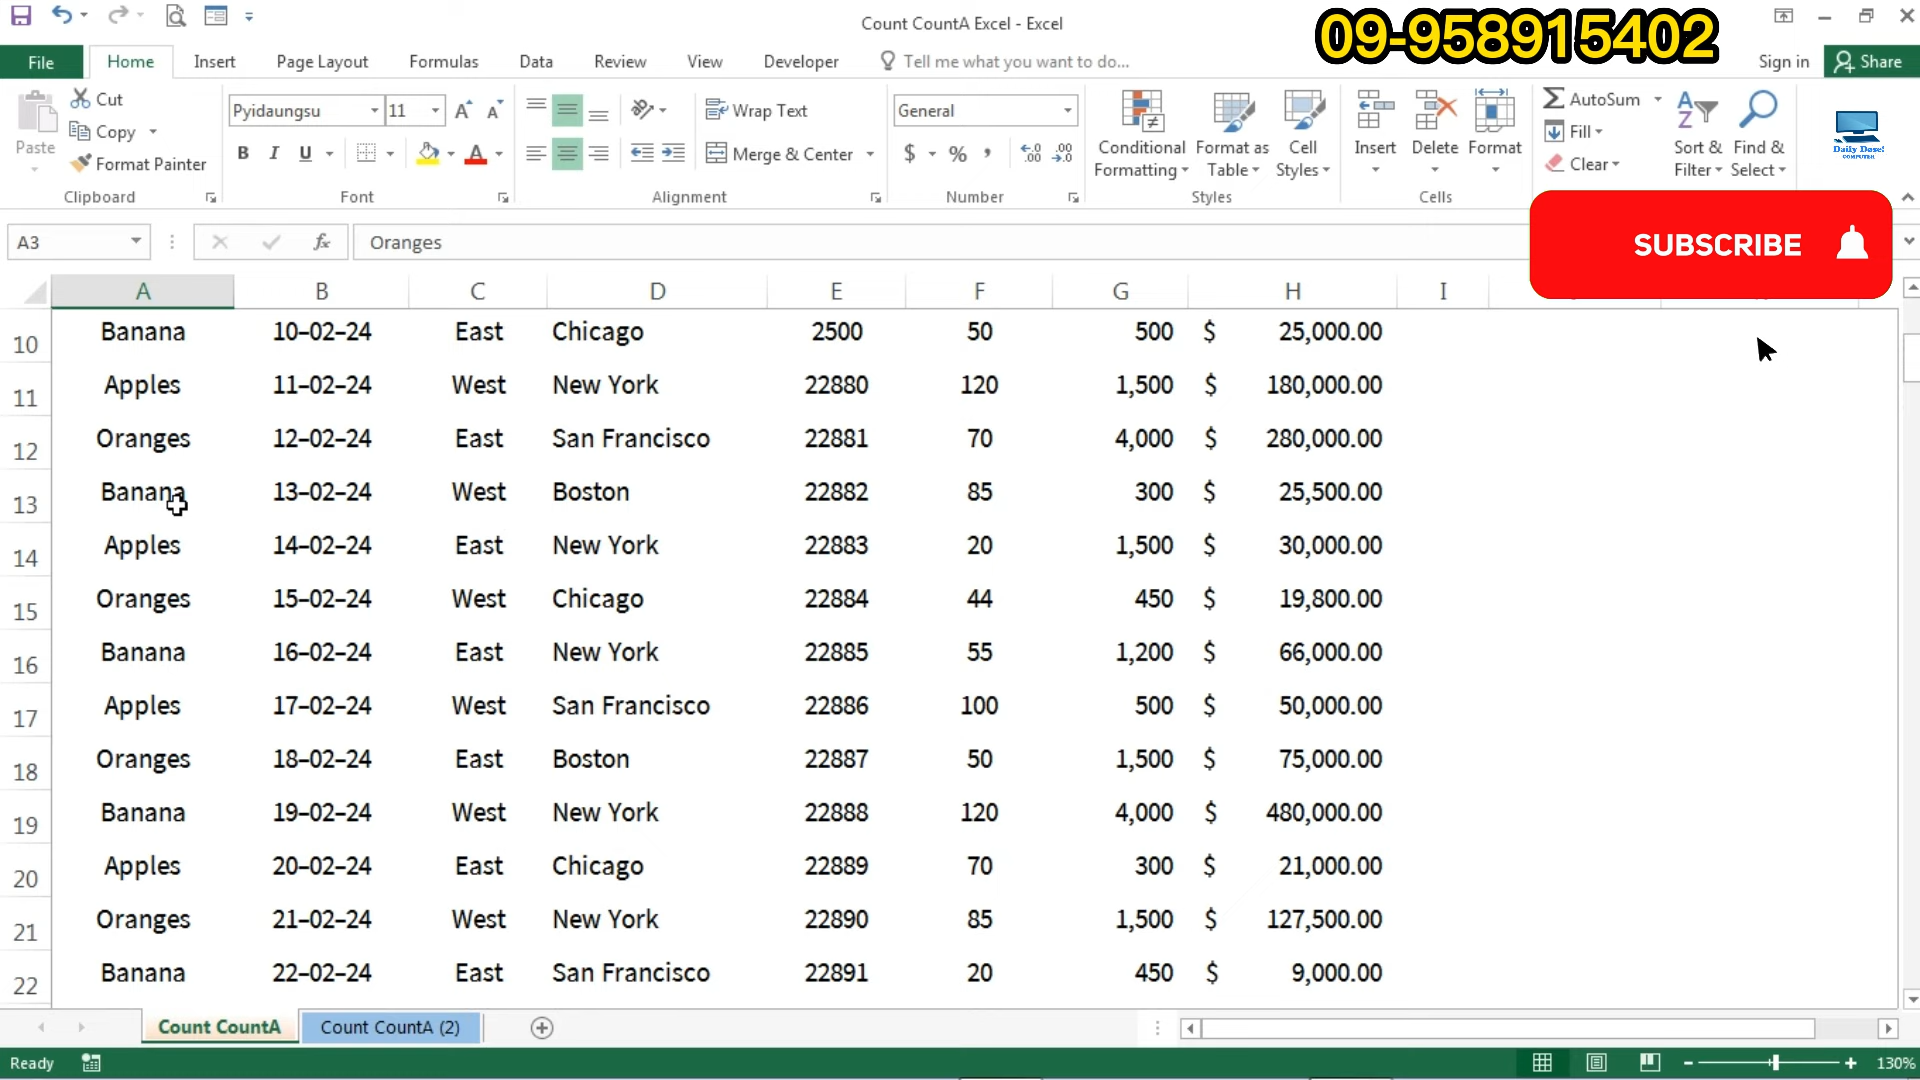 Count CountA Excel - Excel
09-958915402
File Home Insert Page Layout Formulas Data Review View Developer Tell me what you want to do... Sign in Share
Paste Cut Copy Format Painter Clipboard
Pyidaungsu 11 B I U Font
Wrap Text Merge & Center Alignment
General $ % Number
Conditional Formatting Format as Table Cell Styles Styles
Insert Delete Format Cells
AutoSum Fill Clear Sort & Filter Find & Select
Daily Dose!
COMPUTER
A3 fx Oranges
SUBSCRIBE
A B C D E F G H I
10 Banana 10-02-24 East Chicago 2500 50 500 $ 25,000.00
11 Apples 11-02-24 West New York 22880 120 1,500 $ 180,000.00
12 Oranges 12-02-24 East San Francisco 22881 70 4,000 $ 280,000.00
13 Banana 13-02-24 West Boston 22882 85 300 $ 25,500.00
14 Apples 14-02-24 East New York 22883 20 1,500 $ 30,000.00
15 Oranges 15-02-24 West Chicago 22884 44 450 $ 19,800.00
16 Banana 16-02-24 East New York 22885 55 1,200 $ 66,000.00
17 Apples 17-02-24 West San Francisco 22886 100 500 $ 50,000.00
18 Oranges 18-02-24 East Boston 22887 50 1,500 $ 75,000.00
19 Banana 19-02-24 West New York 22888 120 4,000 $ 480,000.00
20 Apples 20-02-24 East Chicago 22889 70 300 $ 21,000.00
21 Oranges 21-02-24 West New York 22890 85 1,500 $ 127,500.00
22 Banana 22-02-24 East San Francisco 22891 20 450 $ 9,000.00
Count CountA Count CountA (2)
Ready 130%